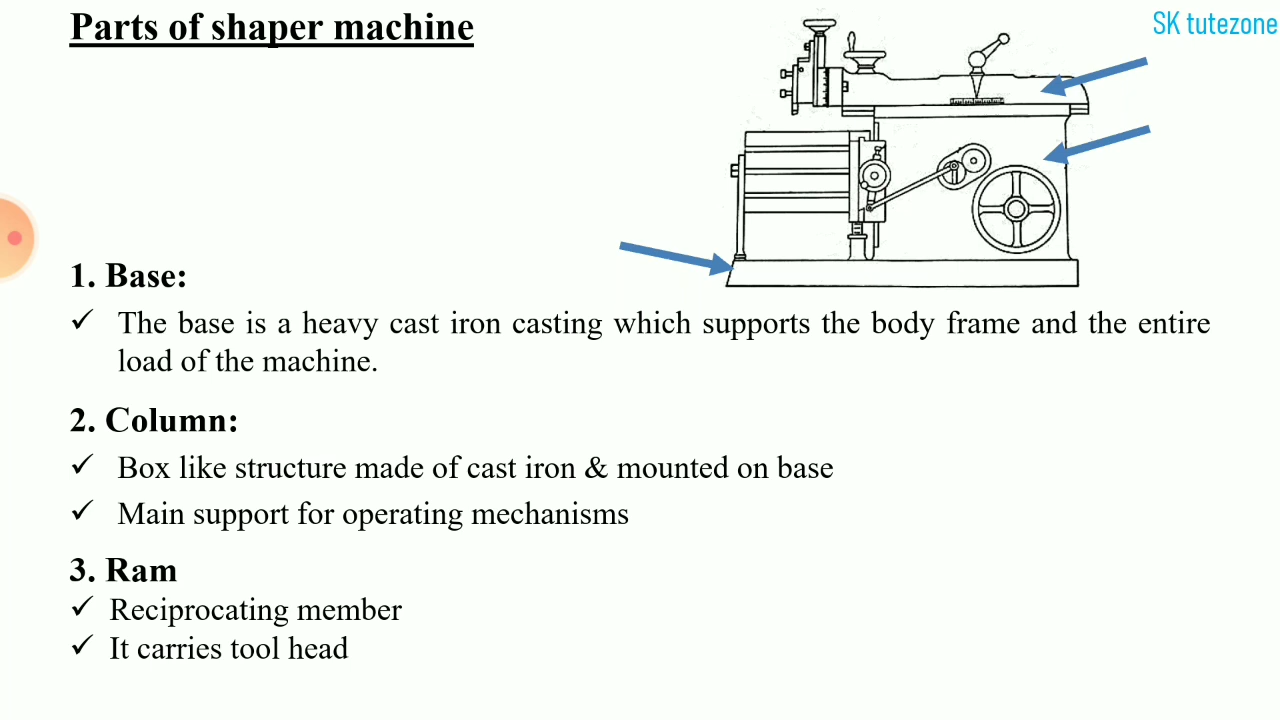 Parts of shaper machine
SK tutezone
1. Base:
✓ The base is a heavy cast iron casting which supports the body frame and the entire
load of the machine.
2. Column:
✓ Box like structure made of cast iron & mounted on base
✓ Main support for operating mechanisms
3. Ram
✓ Reciprocating member
✓ It carries tool head